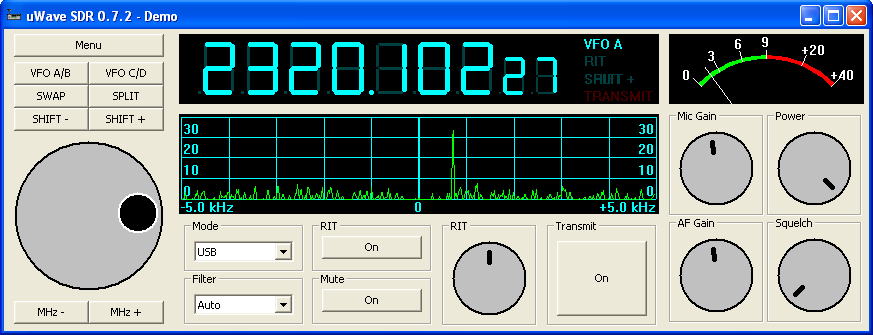 uWave SDR 0.7.2 - Demo
Menu
VFO A/B VFO C/D
SWAP SPLIT
SHIFT - SHIFT +
MHz - MHz +
2320.102 27
VFO A
RIT
SHIFT +
TRANSMIT
0 3 6 9 +20 +40
30 30
20 20
10 10
0 0
-5.0 kHz 0 +5.0 kHz
Mode
USB
Filter
Auto
RIT
On
Mute
On
RIT
Transmit
On
Mic Gain Power
AF Gain Squelch